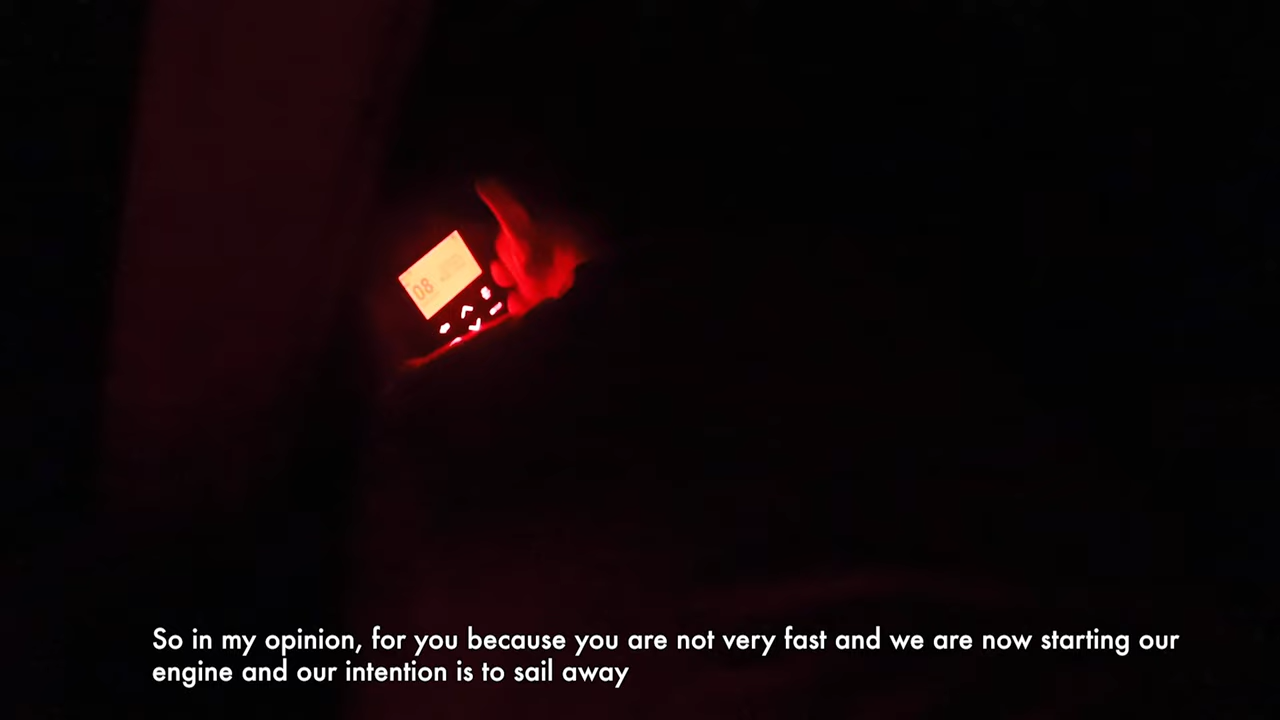 08
So in my opinion, for you because you are not very fast and we are now starting our
engine and our intention is to sail away